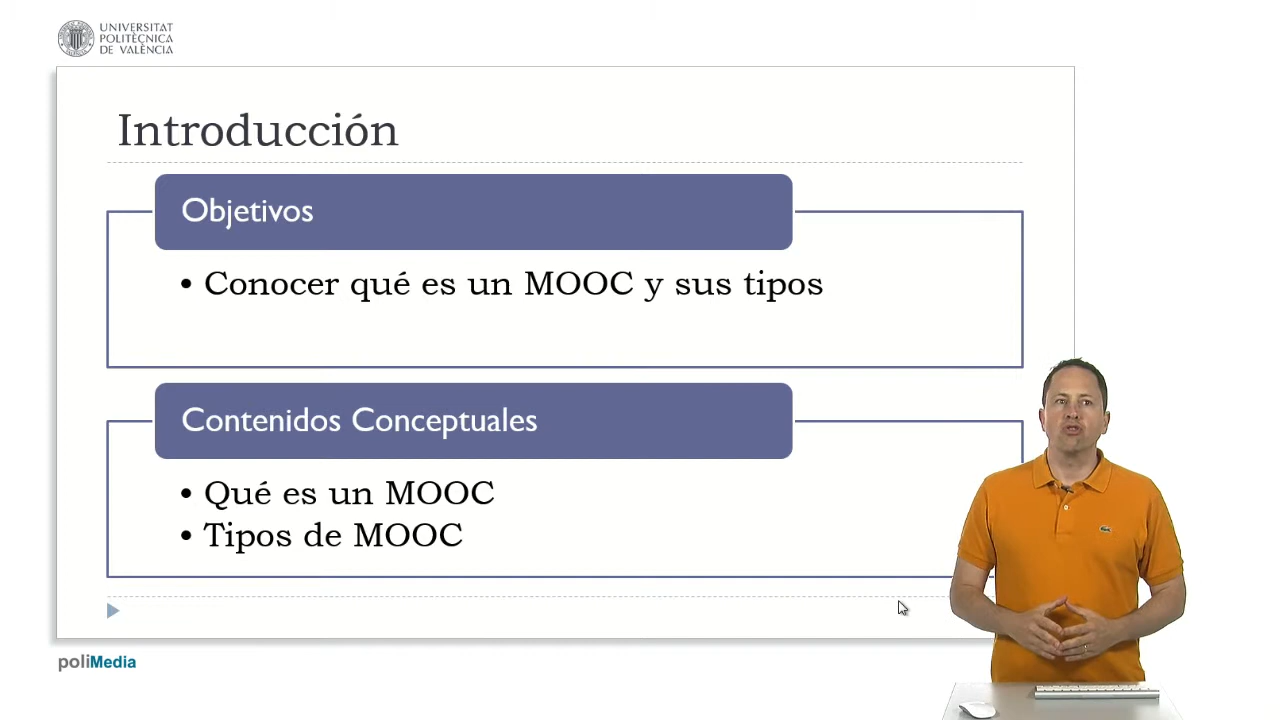 UNIVERSITAT
POLITÈCNICA
DE VALÈNCIA
Introducción
Objetivos
• Conocer qué es un MOOC y sus tipos
Contenidos Conceptuales
• Qué es un MOOC
• Tipos de MOOC
poliMedia